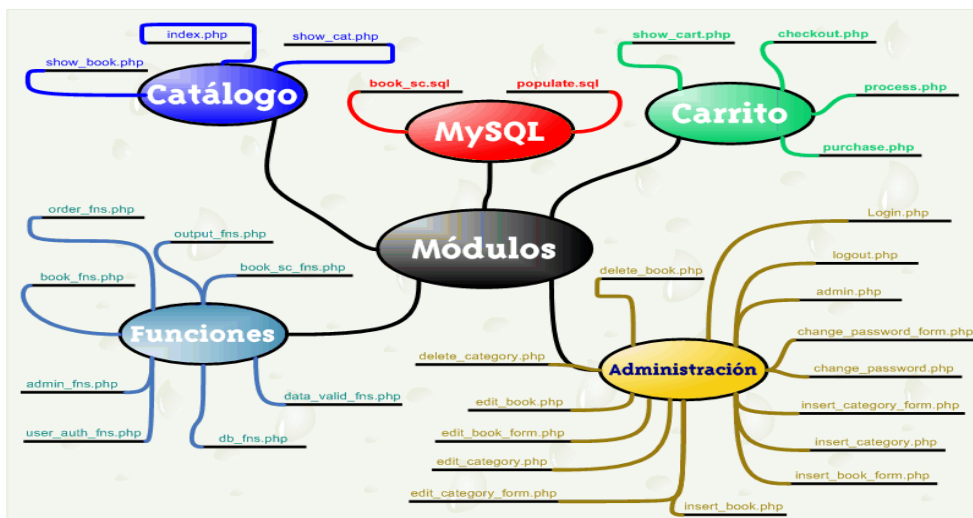 index.php
show_cat.php
show_book.php
Catálogo
book_sc.sql
populate.sql
MySQL
show_cart.php
checkout.php
process.php
purchase.php
Carrito
Módulos
order_fns.php
output_fns.php
book_fns.php
book_sc_fns.php
Funciones
admin_fns.php
data_valid_fns.php
user_auth_fns.php
db_fns.php
Login.php
logout.php
delete_book.php
admin.php
change_password_form.php
delete_category.php
Administración
change_password.php
edit_book.php
insert_category_form.php
edit_book_form.php
insert_category.php
edit_category.php
insert_book_form.php
edit_category_form.php
insert_book.php